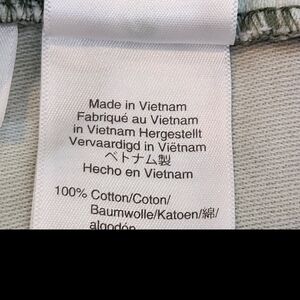 Made in Vietnam
Fabriqué au Vietnam
in Vietnam Hergestellt
Vervaardigd in Viëtnam
ベトナム製
Hecho en Vietnam
100% Cotton/Coton/
Baumwolle/Katoen/綿/
algodón